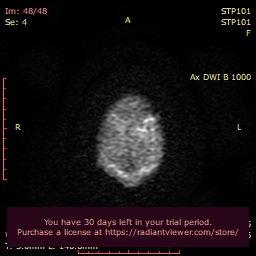 Im: 48/48
Se: 4
A
STP101
STP101
F
Ax DWI B 1000
R
L
You have 30 days left in your trial period.
Purchase a license at https://radiantviewer.com/store/